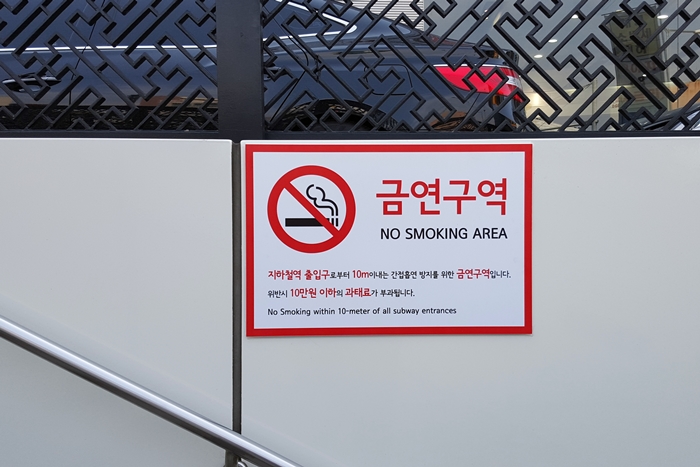 금연구역
NO SMOKING AREA
지하철역 출입구로부터 10m이내는 간접흡연 방지를 위한 금연구역입니다.
위반시 10만원 이하의 과태료가 부과됩니다.
No Smoking within 10-meter of all subway entrances